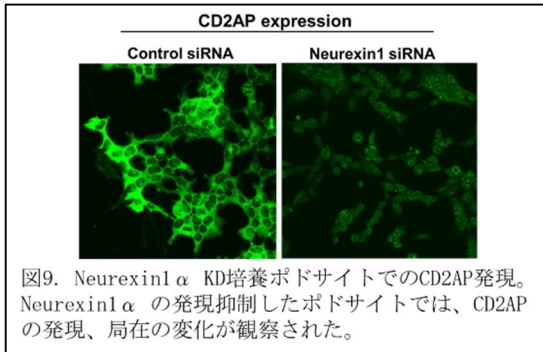 CD2AP expression
Control siRNA Neurexin1 siRNA
図9. Neurexin1α KD培養ポドサイトでのCD2AP発現。
Neurexin1α の発現抑制したポドサイトでは、CD2AP
の発現、局在の変化が観察された。